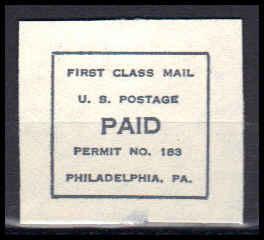 FIRST CLASS MAIL
U. S. POSTAGE
PAID
PERMIT NO. 183
PHILADELPHIA, PA.